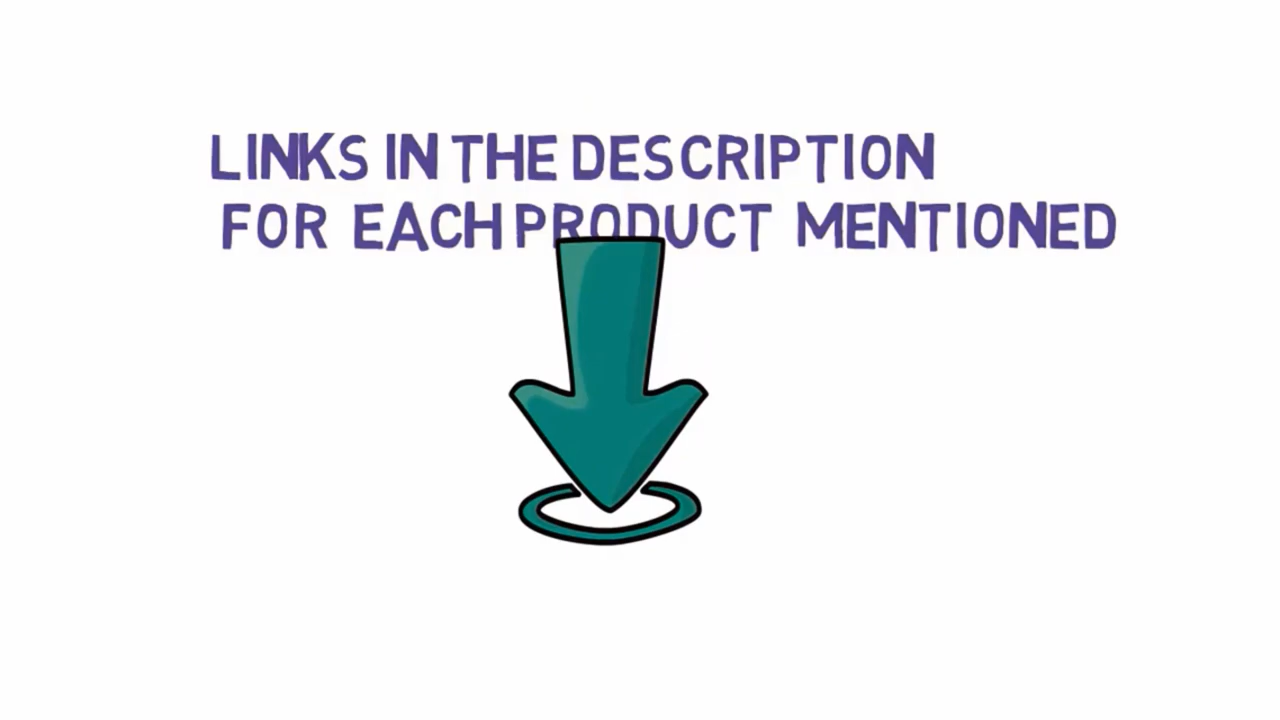 LINKS IN THE DESCRIPTION
FOR EACH PRODUCT MENTIONED